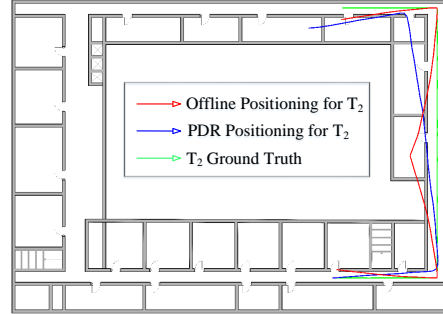 Offline Positioning for T₂
PDR Positioning for T₂
T₂ Ground Truth